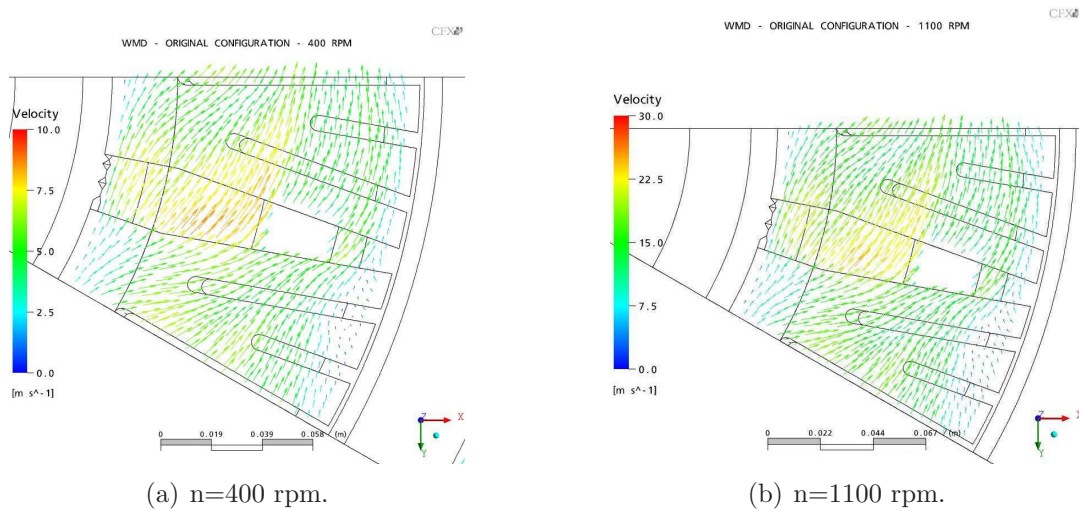 CFX
WMD - ORIGINAL CONFIGURATION - 400 RPM
Velocity
10.0
7.5
5.0
2.5
0.0
[m s^-1]
0
0.019
0.039
0.058
(m)
Z
X
Y
(a) n=400 rpm.
CFX
WMD - ORIGINAL CONFIGURATION - 1100 RPM
Velocity
30.0
22.5
15.0
7.5
0.0
[m s^-1]
0
0.022
0.044
0.067
(m)
Z
X
Y
(b) n=1100 rpm.